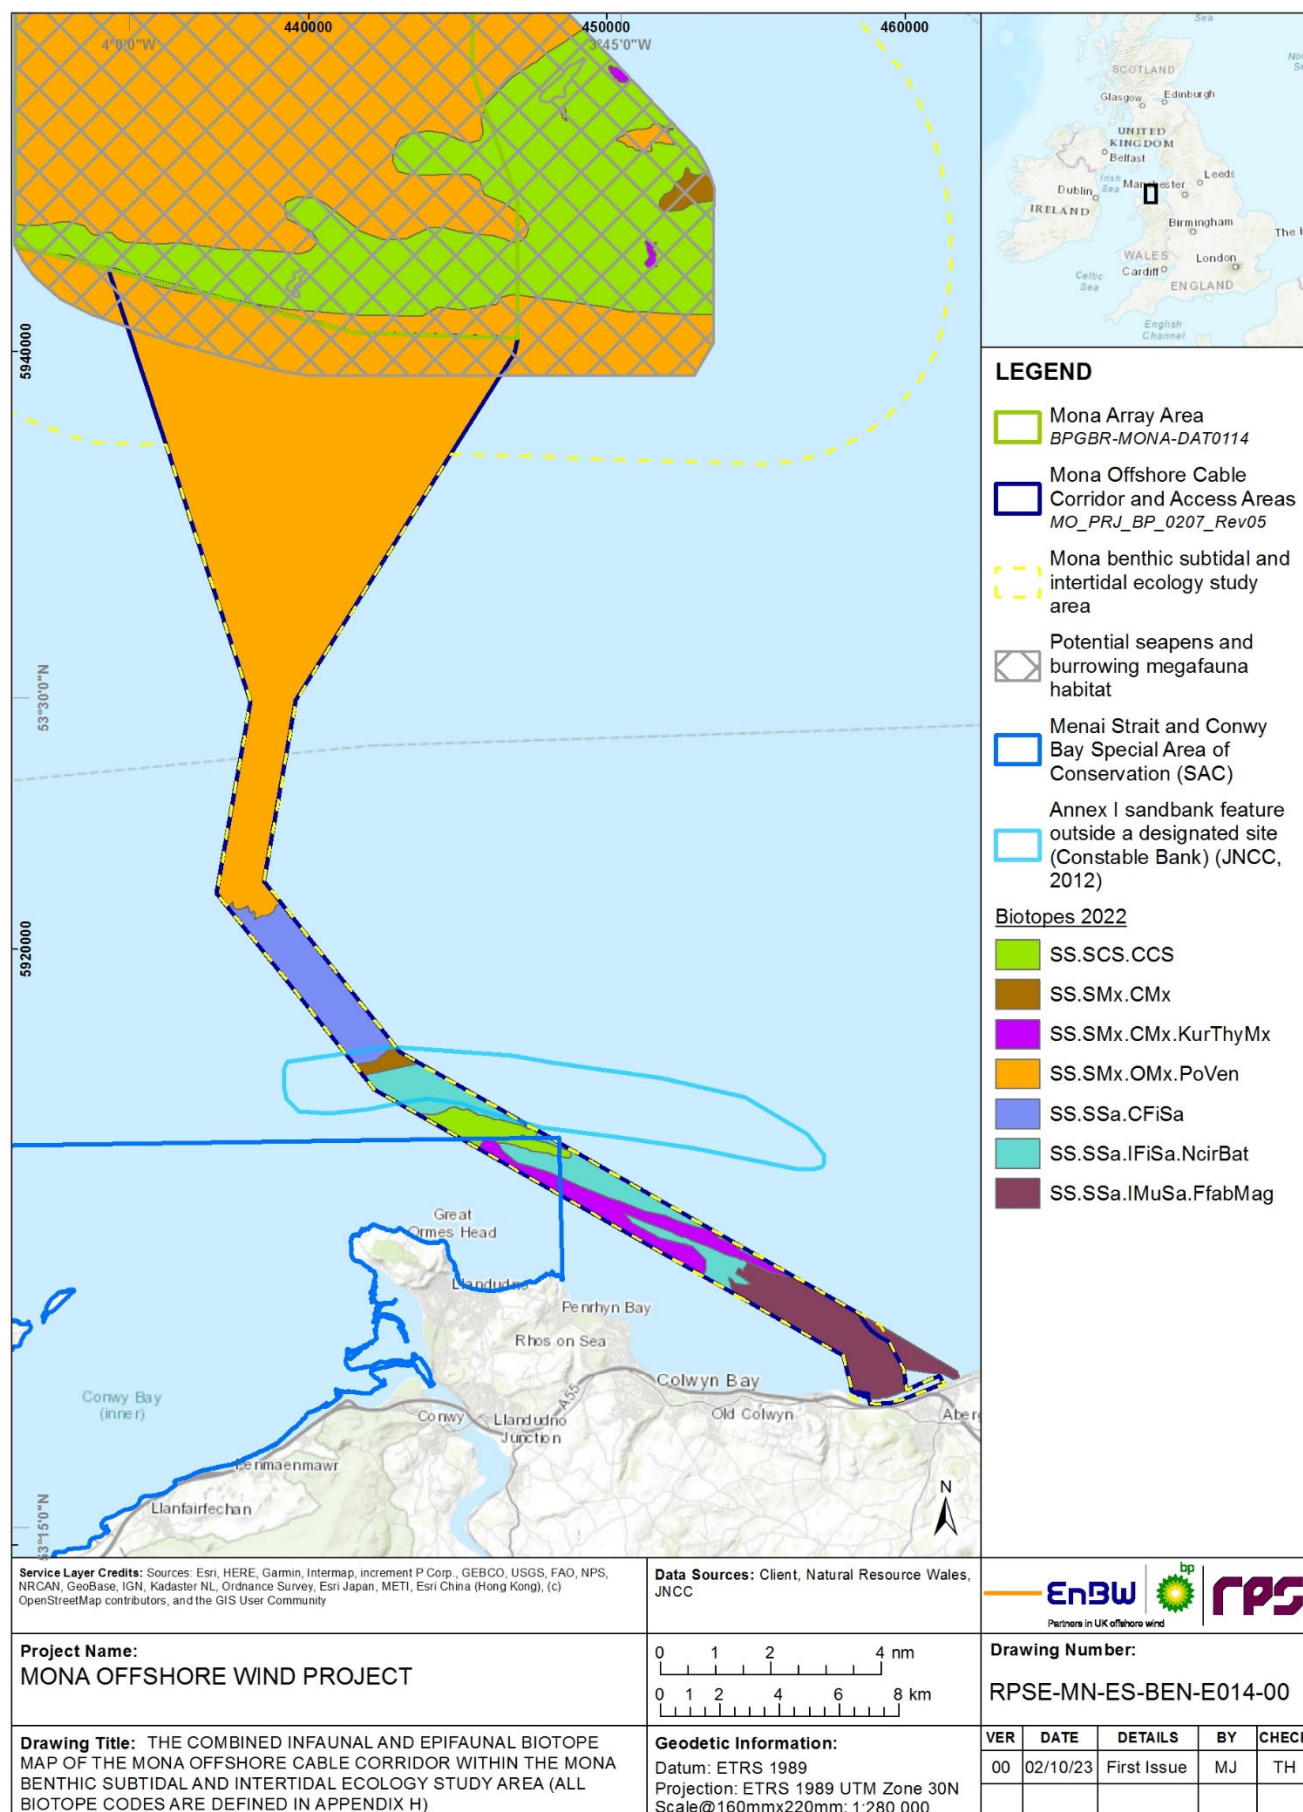 440000
450000
460000
4°0'0"W
3°45'0"W
5940000
53°30'0"N
5920000
53°15'0"N
Great
Ormes Head
Llandudno
Penrhyn Bay
Rhos on Sea
Colwyn Bay
Conwy Bay
(inner)
Conwy
Llandudno
Junction
A55
Old Colwyn
Aberg
Penmaenmawr
Llanfairfechan
N
Sea
SCOTLAND
Glasgow
Edinburgh
UNITED
KINGDOM
Belfast
Irish
Sea
Leeds
Dublin
Manchester
IRELAND
Birmingham
The H
WALES
London
Cardiff
Celtic
Sea
ENGLAND
English
Channel
LEGEND
Mona Array Area
BPGBR-MONA-DAT0114
Mona Offshore Cable
Corridor and Access Areas
MO_PRJ_BP_0207_Rev05
Mona benthic subtidal and
intertidal ecology study
area
Potential seapens and
burrowing megafauna
habitat
Menai Strait and Conwy
Bay Special Area of
Conservation (SAC)
Annex I sandbank feature
outside a designated site
(Constable Bank) (JNCC,
2012)
Biotopes 2022
SS.SCS.CCS
SS.SMx.CMx
SS.SMx.CMx.KurThyMx
SS.SMx.OMx.PoVen
SS.SSa.CFiSa
SS.SSa.IFiSa.NcirBat
SS.SSa.IMuSa.FfabMag
Service Layer Credits: Sources: Esri, HERE, Garmin, Intermap, increment P Corp., GEBCO, USGS, FAO, NPS,
NRCAN, GeoBase, IGN, Kadaster NL, Ordnance Survey, Esri Japan, METI, Esri China (Hong Kong), (c)
OpenStreetMap contributors, and the GIS User Community
Data Sources: Client, Natural Resource Wales,
JNCC
EnBW
bp
rps
Partners in UK offshore wind
Project Name:
MONA OFFSHORE WIND PROJECT
0 1 2 4 nm
0 1 2 4 6 8 km
Drawing Number:
RPSE-MN-ES-BEN-E014-00
Drawing Title: THE COMBINED INFAUNAL AND EPIFAUNAL BIOTOPE
MAP OF THE MONA OFFSHORE CABLE CORRIDOR WITHIN THE MONA
BENTHIC SUBTIDAL AND INTERTIDAL ECOLOGY STUDY AREA (ALL
BIOTOPE CODES ARE DEFINED IN APPENDIX H)
Geodetic Information:
Datum: ETRS 1989
Projection: ETRS 1989 UTM Zone 30N
Scale@160mmx220mm: 1:280,000
VER DATE DETAILS BY CHECK
00 02/10/23 First Issue MJ TH